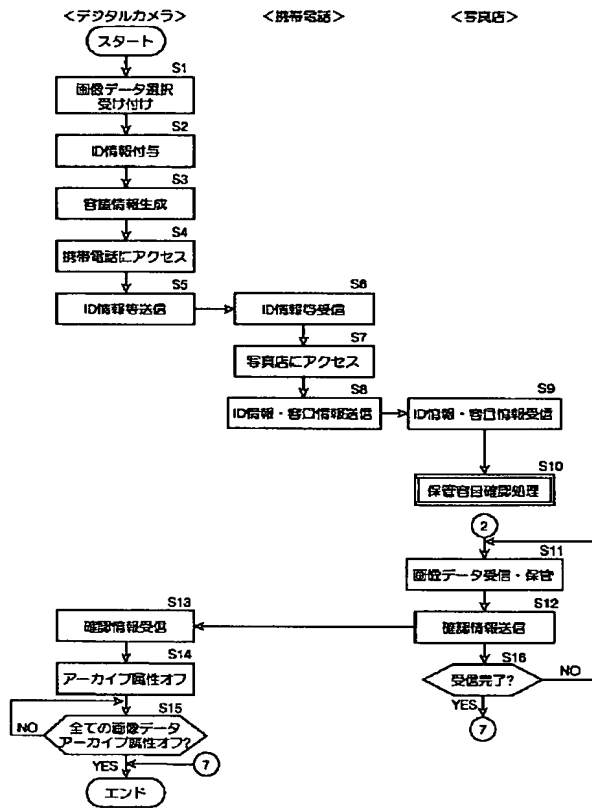 ＜デジタルカメラ＞ ＜携帯電話＞ ＜写真店＞
スタート
S1
画像データ選択
受け付け
S2
ID情報付与
S3
容量情報生成
S4
携帯電話にアクセス
S5
ID情報等送信
S6
ID情報等受信
S7
写真店にアクセス
S8
ID情報・容量情報送信
S9
ID情報・容量情報受信
S10
保管容量確認処理
2
S11
画像データ受信・保管
S12
確認情報送信
S13
確認情報受信
S14
アーカイブ属性オフ
S15
全ての画像データ
アーカイブ属性オフ?
NO
YES
7
エンド
S16
受信完了?
NO
YES
7